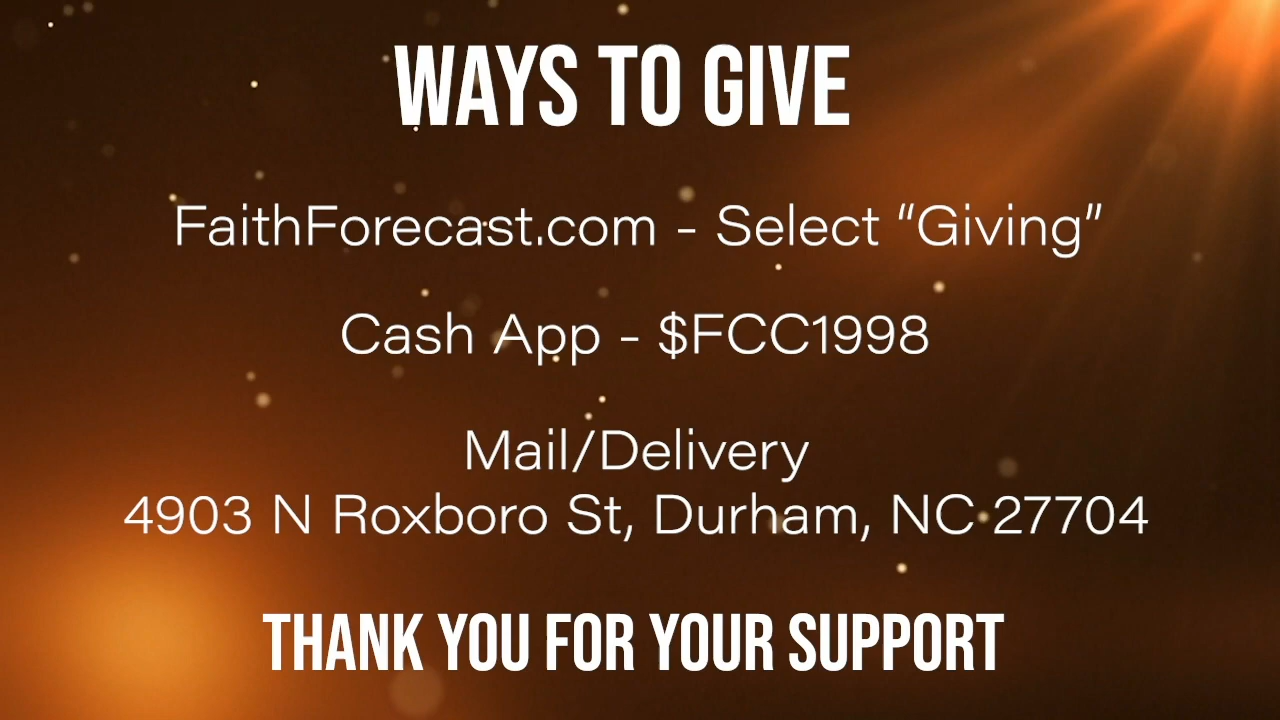 WAYS TO GIVE
FaithForecast.com - Select “Giving”
Cash App - $FCC1998
Mail/Delivery
4903 N Roxboro St, Durham, NC 27704
THANK YOU FOR YOUR SUPPORT